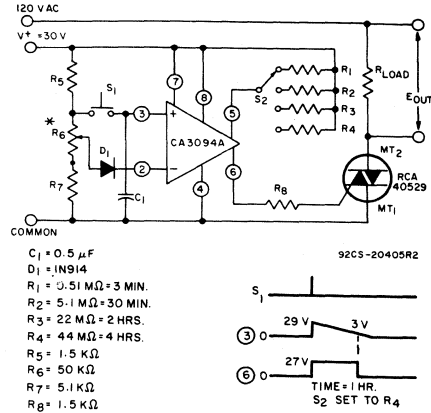 120 VAC
V+ = 30 V
R5
S1
*
R6
R7
D1
C1
3
2
7
8
+
−
CA3094A
4
5
6
S2
R1
R2
R3
R4
RLOAD
EOUT
MT2
RCA
40529
MT1
R8
COMMON
92CS-20405R2
C1 = 0.5 µF
D1 = 1N914
R1 = 0.51 MΩ = 3 MIN.
R2 = 5.1 MΩ = 30 MIN.
R3 = 22 MΩ = 2 HRS.
R4 = 44 MΩ = 4 HRS.
R5 = 1.5 KΩ
R6 = 50 KΩ
R7 = 5.1 KΩ
R8 = 1.5 KΩ
S1
29 V
3 V
3 0
27 V
6 0
TIME = 1 HR.
S2 SET TO R4